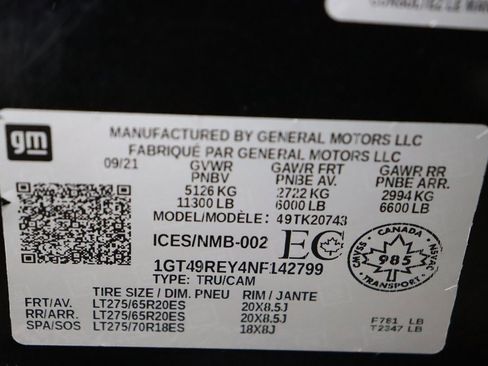 gm
MANUFACTURED BY GENERAL MOTORS LLC
FABRIQUÉ PAR GENERAL MOTORS LLC
09/21 GVWR GAWR FRT GAWR RR
PNBV PNBE AV. PNBE ARR.
5126 KG 2722 KG 2994 KG
11300 LB 6000 LB 6600 LB
MODEL/MODÈLE: 49TK20743
ICES/NMB-002 EC
1GT49REY4NF142799
TYPE: TRU/CAM
CANADA
CMVSS 985 NSVAC
TRANSPORT
TIRE SIZE / DIM. PNEU RIM / JANTE
FRT/AV. LT275/65R20ES 20X8.5J
RR/ARR. LT275/65R20ES 20X8.5J
SPA/SOS LT275/70R18ES 18X8J
F761 LB
T2347 LB